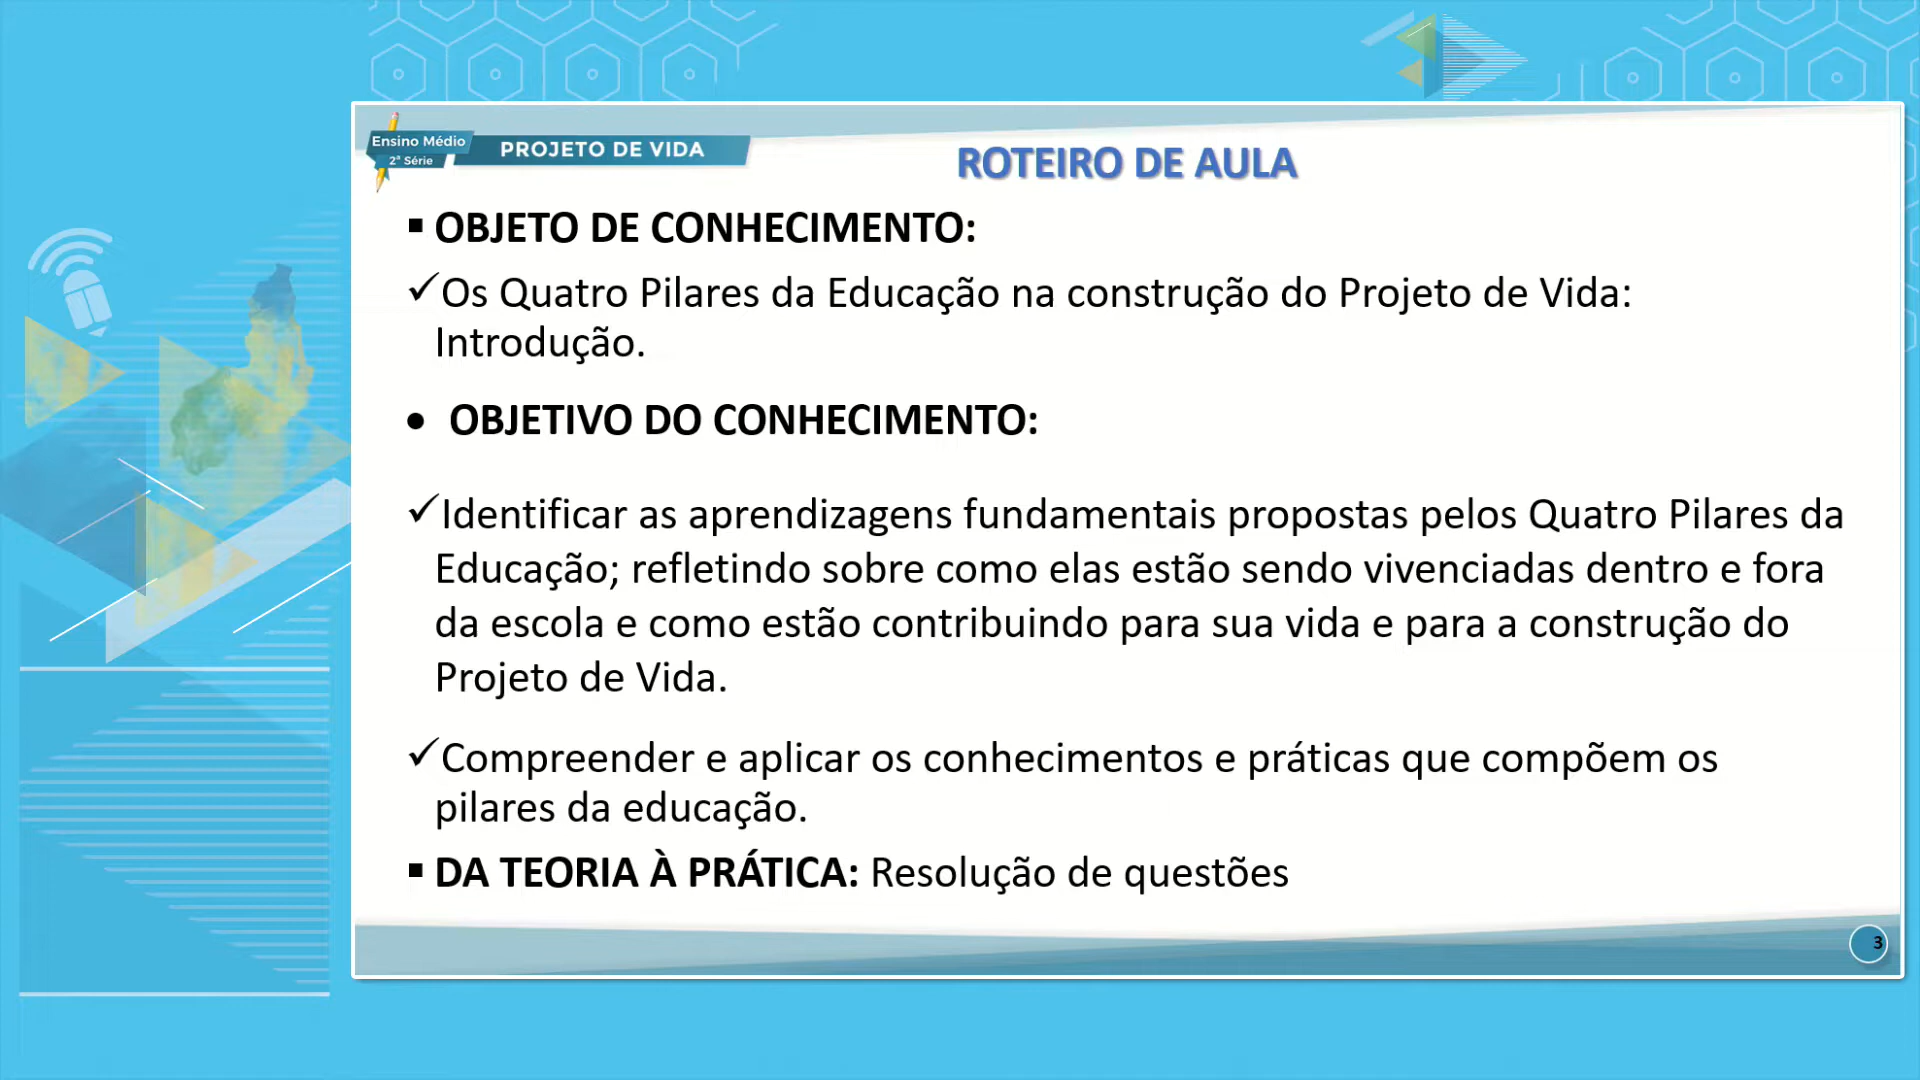 Ensino Médio
2ª Série
PROJETO DE VIDA
ROTEIRO DE AULA
▪ OBJETO DE CONHECIMENTO:
✓Os Quatro Pilares da Educação na construção do Projeto de Vida:
Introdução.
• OBJETIVO DO CONHECIMENTO:
✓Identificar as aprendizagens fundamentais propostas pelos Quatro Pilares da
Educação; refletindo sobre como elas estão sendo vivenciadas dentro e fora
da escola e como estão contribuindo para sua vida e para a construção do
Projeto de Vida.
✓Compreender e aplicar os conhecimentos e práticas que compõem os
pilares da educação.
▪ DA TEORIA À PRÁTICA: Resolução de questões
3